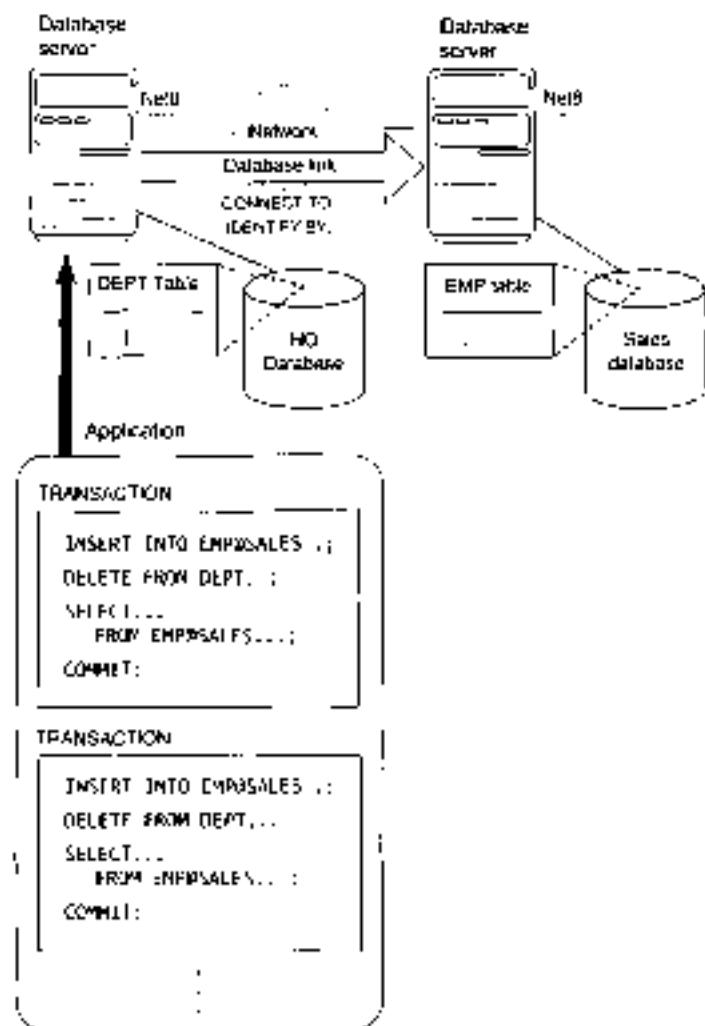 Database
server
Database
server
Net8
Net8
Network
Database link
CONNECT TO
IDENTIFY BY
DEPT Table
EMP table
HQ
Database
Sales
database
Application
TRANSACTION
INSERT INTO EMP@SALES..;
DELETE FROM DEPT..;
SELECT...
FROM EMP@SALES...;
COMMIT;
TRANSACTION
INSERT INTO EMP@SALES..;
DELETE FROM DEPT...
SELECT...
FROM EMP@SALES...;
COMMIT;